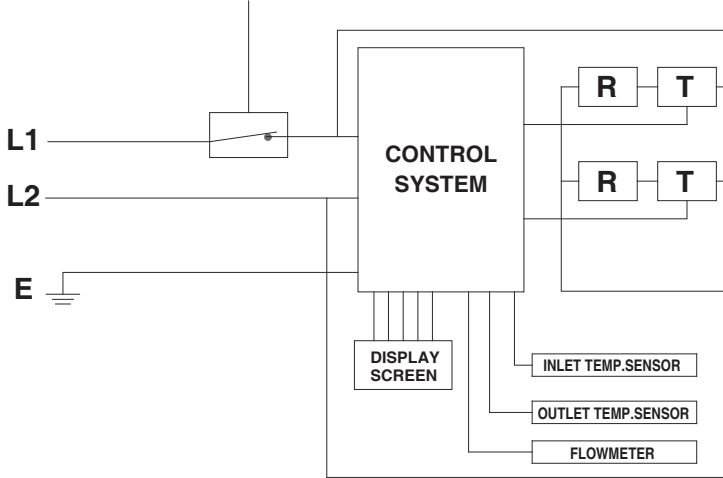 R T
L1
CONTROL
SYSTEM
R T
L2
E
DISPLAY
SCREEN
INLET TEMP.SENSOR
OUTLET TEMP.SENSOR
FLOWMETER